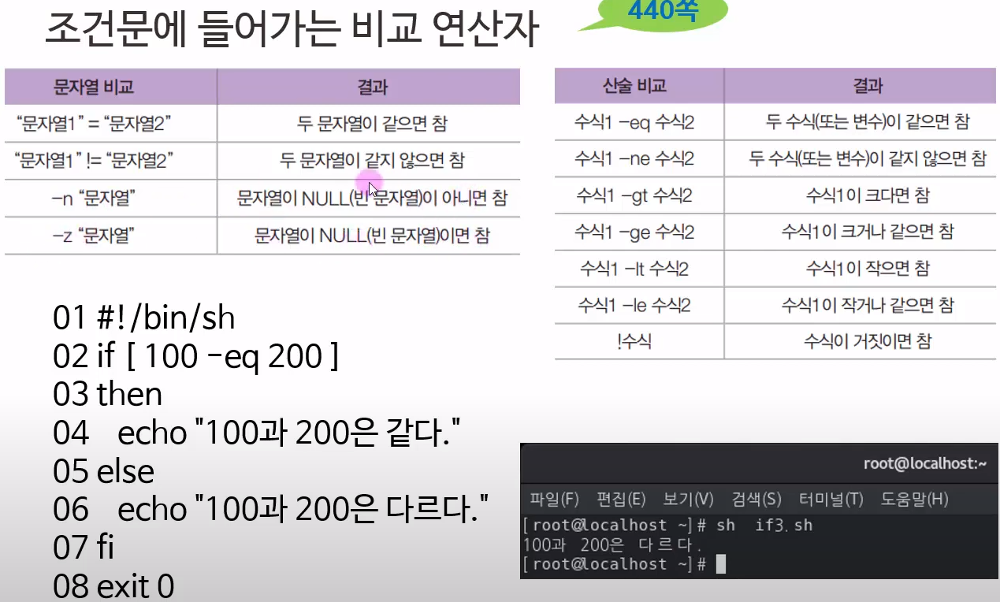 조건문에 들어가는 비교 연산자
440쪽
문자열 비교 결과
“문자열1” = “문자열2” 두 문자열이 같으면 참
“문자열1” != “문자열2” 두 문자열이 같지 않으면 참
–n “문자열” 문자열이 NULL(빈 문자열)이 아니면 참
–z “문자열” 문자열이 NULL(빈 문자열)이면 참
산술 비교 결과
수식1 –eq 수식2 두 수식(또는 변수)이 같으면 참
수식1 –ne 수식2 두 수식(또는 변수)이 같지 않으면 참
수식1 –gt 수식2 수식1이 크다면 참
수식1 –ge 수식2 수식1이 크거나 같으면 참
수식1 –lt 수식2 수식1이 작으면 참
수식1 –le 수식2 수식1이 작거나 같으면 참
!수식 수식이 거짓이면 참
01 #!/bin/sh
02 if [ 100 -eq 200 ]
03 then
04 echo "100과 200은 같다."
05 else
06 echo "100과 200은 다르다."
07 fi
08 exit 0
root@localhost:~
파일(F) 편집(E) 보기(V) 검색(S) 터미널(T) 도움말(H)
[root@localhost ~]# sh if3.sh
100과 200은 다르다.
[root@localhost ~]#